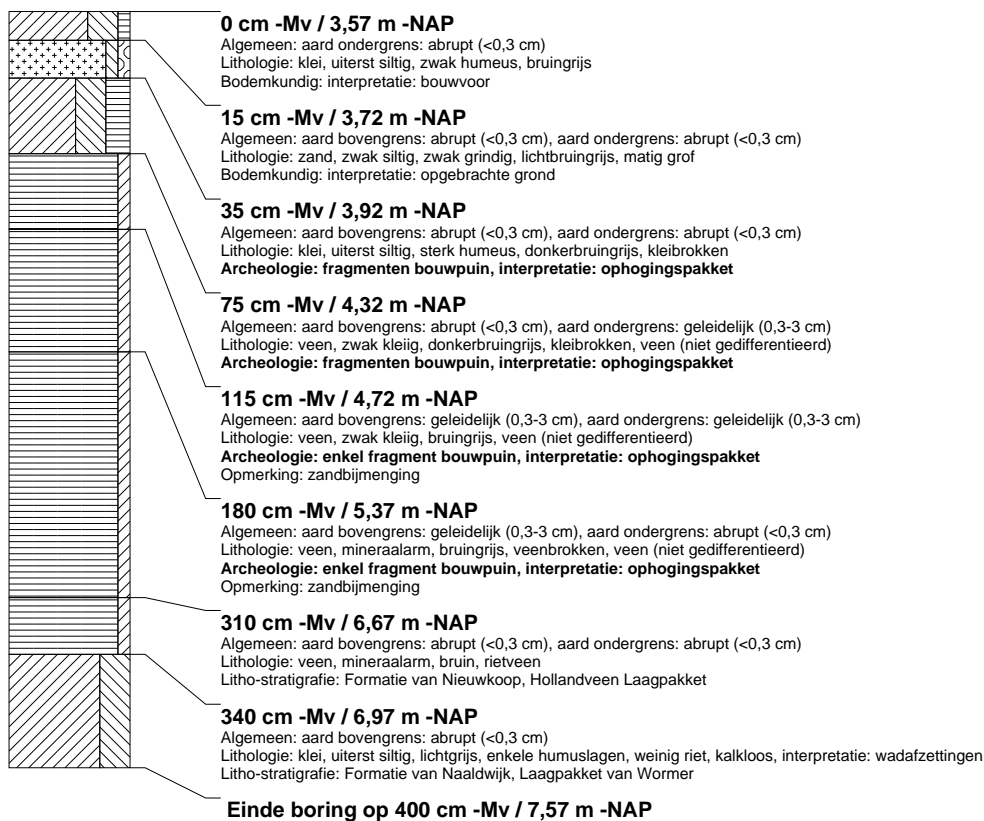 0 cm -Mv / 3,57 m -NAP
Algemeen: aard ondergrens: abrupt (<0,3 cm)
Lithologie: klei, uiterst siltig, zwak humeus, bruingrijs
Bodemkundig: interpretatie: bouwvoor
15 cm -Mv / 3,72 m -NAP
Algemeen: aard bovengrens: abrupt (<0,3 cm), aard ondergrens: abrupt (<0,3 cm)
Lithologie: zand, zwak siltig, zwak grindig, lichtbruingrijs, matig grof
Bodemkundig: interpretatie: opgebrachte grond
35 cm -Mv / 3,92 m -NAP
Algemeen: aard bovengrens: abrupt (<0,3 cm), aard ondergrens: abrupt (<0,3 cm)
Lithologie: klei, uiterst siltig, sterk humeus, donkerbruingrijs, kleibrokken
Archeologie: fragmenten bouwpuin, interpretatie: ophogingspakket
75 cm -Mv / 4,32 m -NAP
Algemeen: aard bovengrens: abrupt (<0,3 cm), aard ondergrens: geleidelijk (0,3-3 cm)
Lithologie: veen, zwak kleiig, donkerbruingrijs, kleibrokken, veen (niet gedifferentieerd)
Archeologie: fragmenten bouwpuin, interpretatie: ophogingspakket
115 cm -Mv / 4,72 m -NAP
Algemeen: aard bovengrens: geleidelijk (0,3-3 cm), aard ondergrens: geleidelijk (0,3-3 cm)
Lithologie: veen, zwak kleiig, bruingrijs, veen (niet gedifferentieerd)
Archeologie: enkel fragment bouwpuin, interpretatie: ophogingspakket
Opmerking: zandbijmenging
180 cm -Mv / 5,37 m -NAP
Algemeen: aard bovengrens: geleidelijk (0,3-3 cm), aard ondergrens: abrupt (<0,3 cm)
Lithologie: veen, mineraalarm, bruingrijs, veenbrokken, veen (niet gedifferentieerd)
Archeologie: enkel fragment bouwpuin, interpretatie: ophogingspakket
Opmerking: zandbijmenging
310 cm -Mv / 6,67 m -NAP
Algemeen: aard bovengrens: abrupt (<0,3 cm), aard ondergrens: abrupt (<0,3 cm)
Lithologie: veen, mineraalarm, bruin, rietveen
Litho-stratigrafie: Formatie van Nieuwkoop, Hollandveen Laagpakket
340 cm -Mv / 6,97 m -NAP
Algemeen: aard bovengrens: abrupt (<0,3 cm)
Lithologie: klei, uiterst siltig, lichtgrijs, enkele humuslagen, weinig riet, kalkloos, interpretatie: wadafzettingen
Litho-stratigrafie: Formatie van Naaldwijk, Laagpakket van Wormer
Einde boring op 400 cm -Mv / 7,57 m -NAP